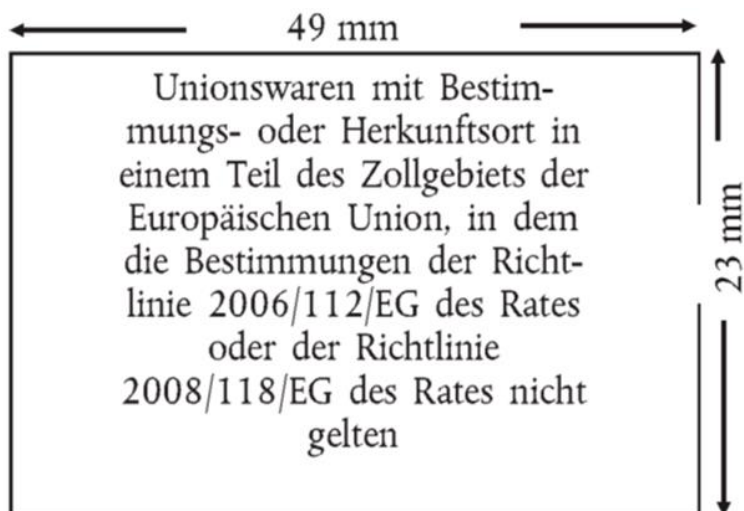 49 mm
Unionswaren mit Bestim-
mungs- oder Herkunftsort in
einem Teil des Zollgebiets der
Europäischen Union, in dem
die Bestimmungen der Richt-
linie 2006/112/EG des Rates
oder der Richtlinie
2008/118/EG des Rates nicht
gelten
23 mm